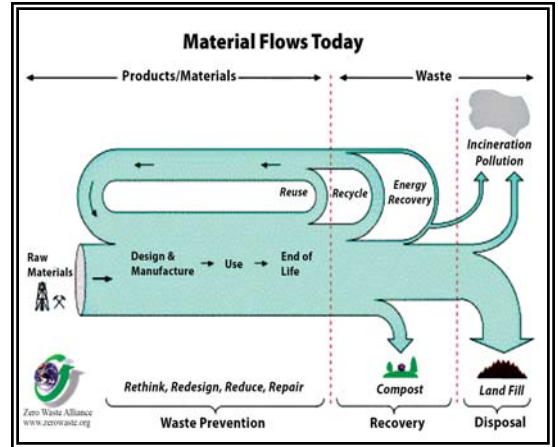 Material Flows Today
Products/Materials
Waste
Incineration
Pollution
Reuse
Recycle
Energy
Recovery
Raw
Materials
Design &
Manufacture
Use
End of
Life
Zero Waste Alliance
www.zerowaste.org
Rethink, Redesign, Reduce, Repair
Compost
Land Fill
Waste Prevention
Recovery
Disposal